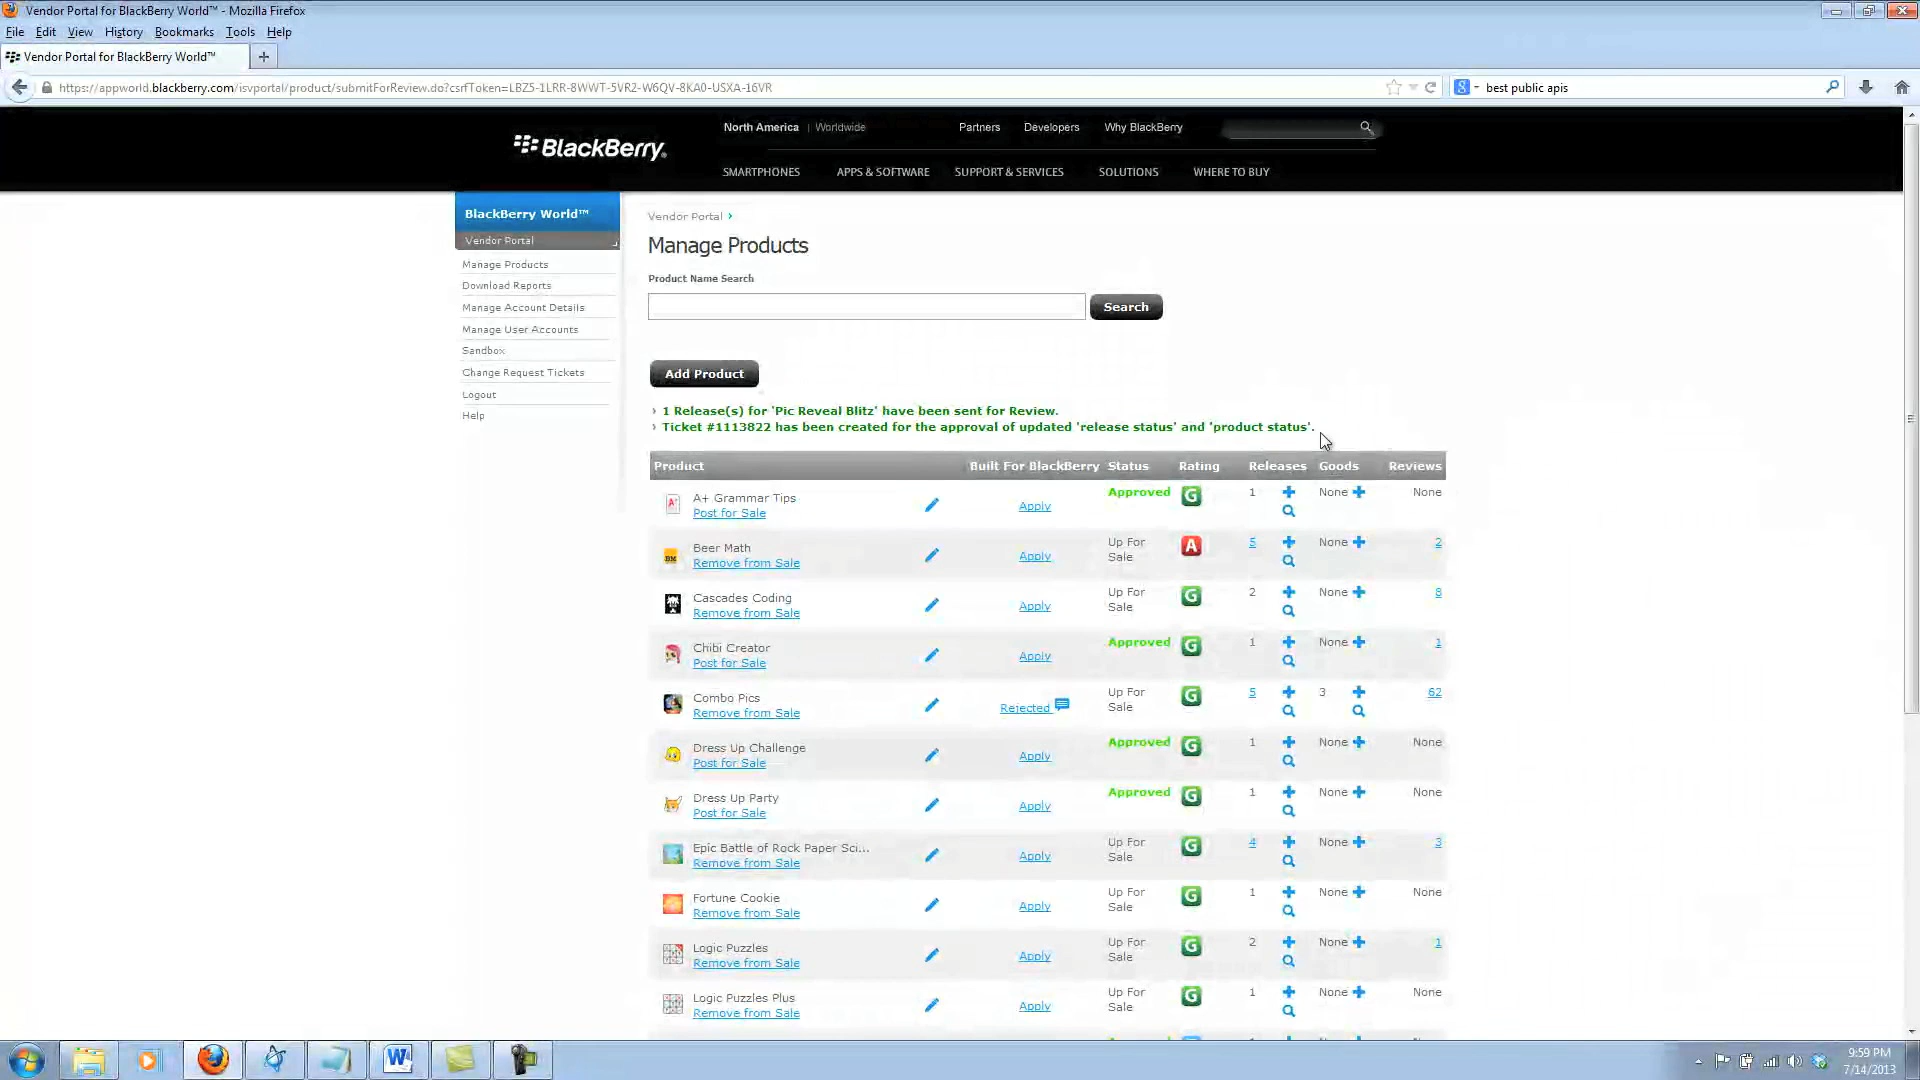 Vendor Portal for BlackBerry World™ - Mozilla Firefox
File Edit View History Bookmarks Tools Help
Vendor Portal for BlackBerry World™
https://appworld.blackberry.com/isvportal/product/submitForReview.do?csrfToken=LBZ5-1LRR-8WWT-5VR2-W6QV-8KA0-USXA-16VR
best public apis
North America | Worldwide Partners Developers Why BlackBerry
BlackBerry
SMARTPHONES APPS & SOFTWARE SUPPORT & SERVICES SOLUTIONS WHERE TO BUY
BlackBerry World™
Vendor Portal
Manage Products
Download Reports
Manage Account Details
Manage User Accounts
Sandbox
Change Request Tickets
Logout
Help
Vendor Portal
Manage Products
Product Name Search
Search
Add Product
1 Release(s) for 'Pic Reveal Blitz' have been sent for Review.
Ticket #1113822 has been created for the approval of updated 'release status' and 'product status'.
Product Built For BlackBerry Status Rating Releases Goods Reviews
A+ Grammar Tips Apply Approved G 1 None None
Post for Sale
Beer Math Apply Up For A 5 None 2
Remove from Sale Sale
Cascades Coding Apply Up For G 2 None 8
Remove from Sale Sale
Chibi Creator Apply Approved G 1 None 1
Post for Sale
Combo Pics Rejected Up For G 5 3 62
Remove from Sale Sale
Dress Up Challenge Apply Approved G 1 None None
Post for Sale
Dress Up Party Apply Approved G 1 None None
Post for Sale
Epic Battle of Rock Paper Sci... Apply Up For G 4 None 3
Remove from Sale Sale
Fortune Cookie Apply Up For G 1 None None
Remove from Sale Sale
Logic Puzzles Apply Up For G 2 None 1
Remove from Sale Sale
Logic Puzzles Plus Apply Up For G 1 None None
Remove from Sale Sale
9:59 PM
7/14/2013